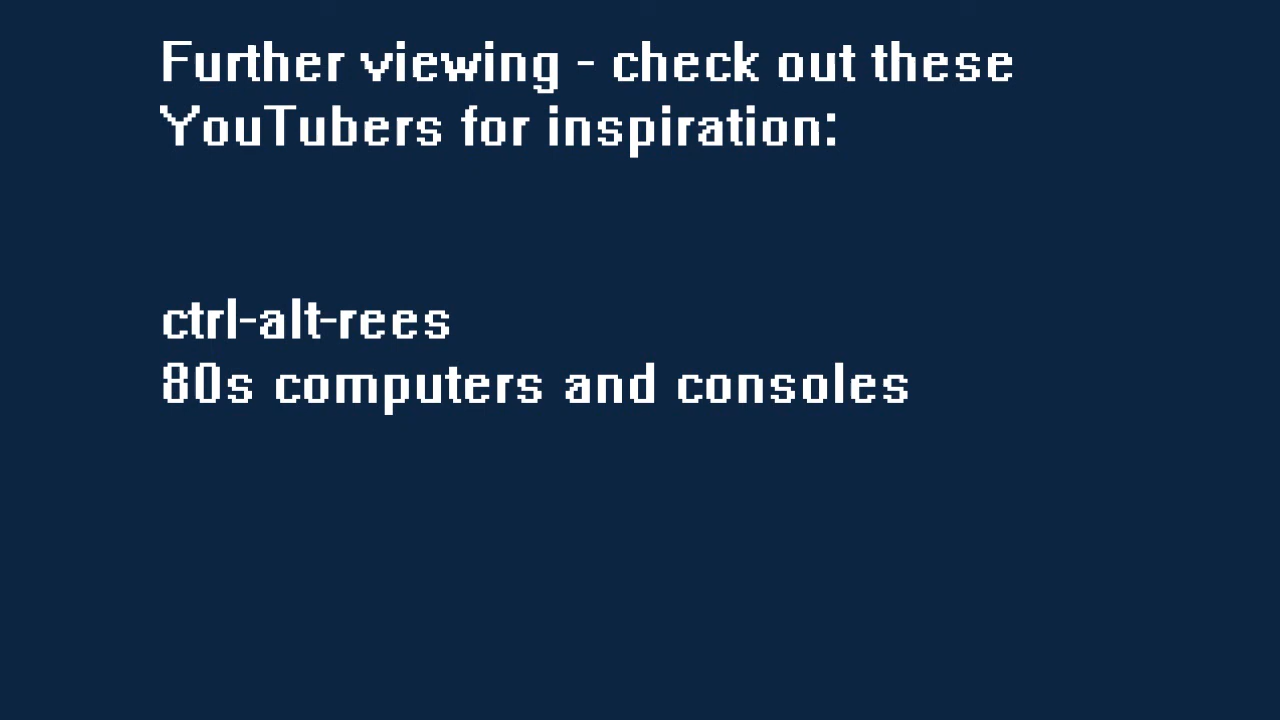 Further viewing - check out these
YouTubers for inspiration:
ctrl-alt-rees
80s computers and consoles